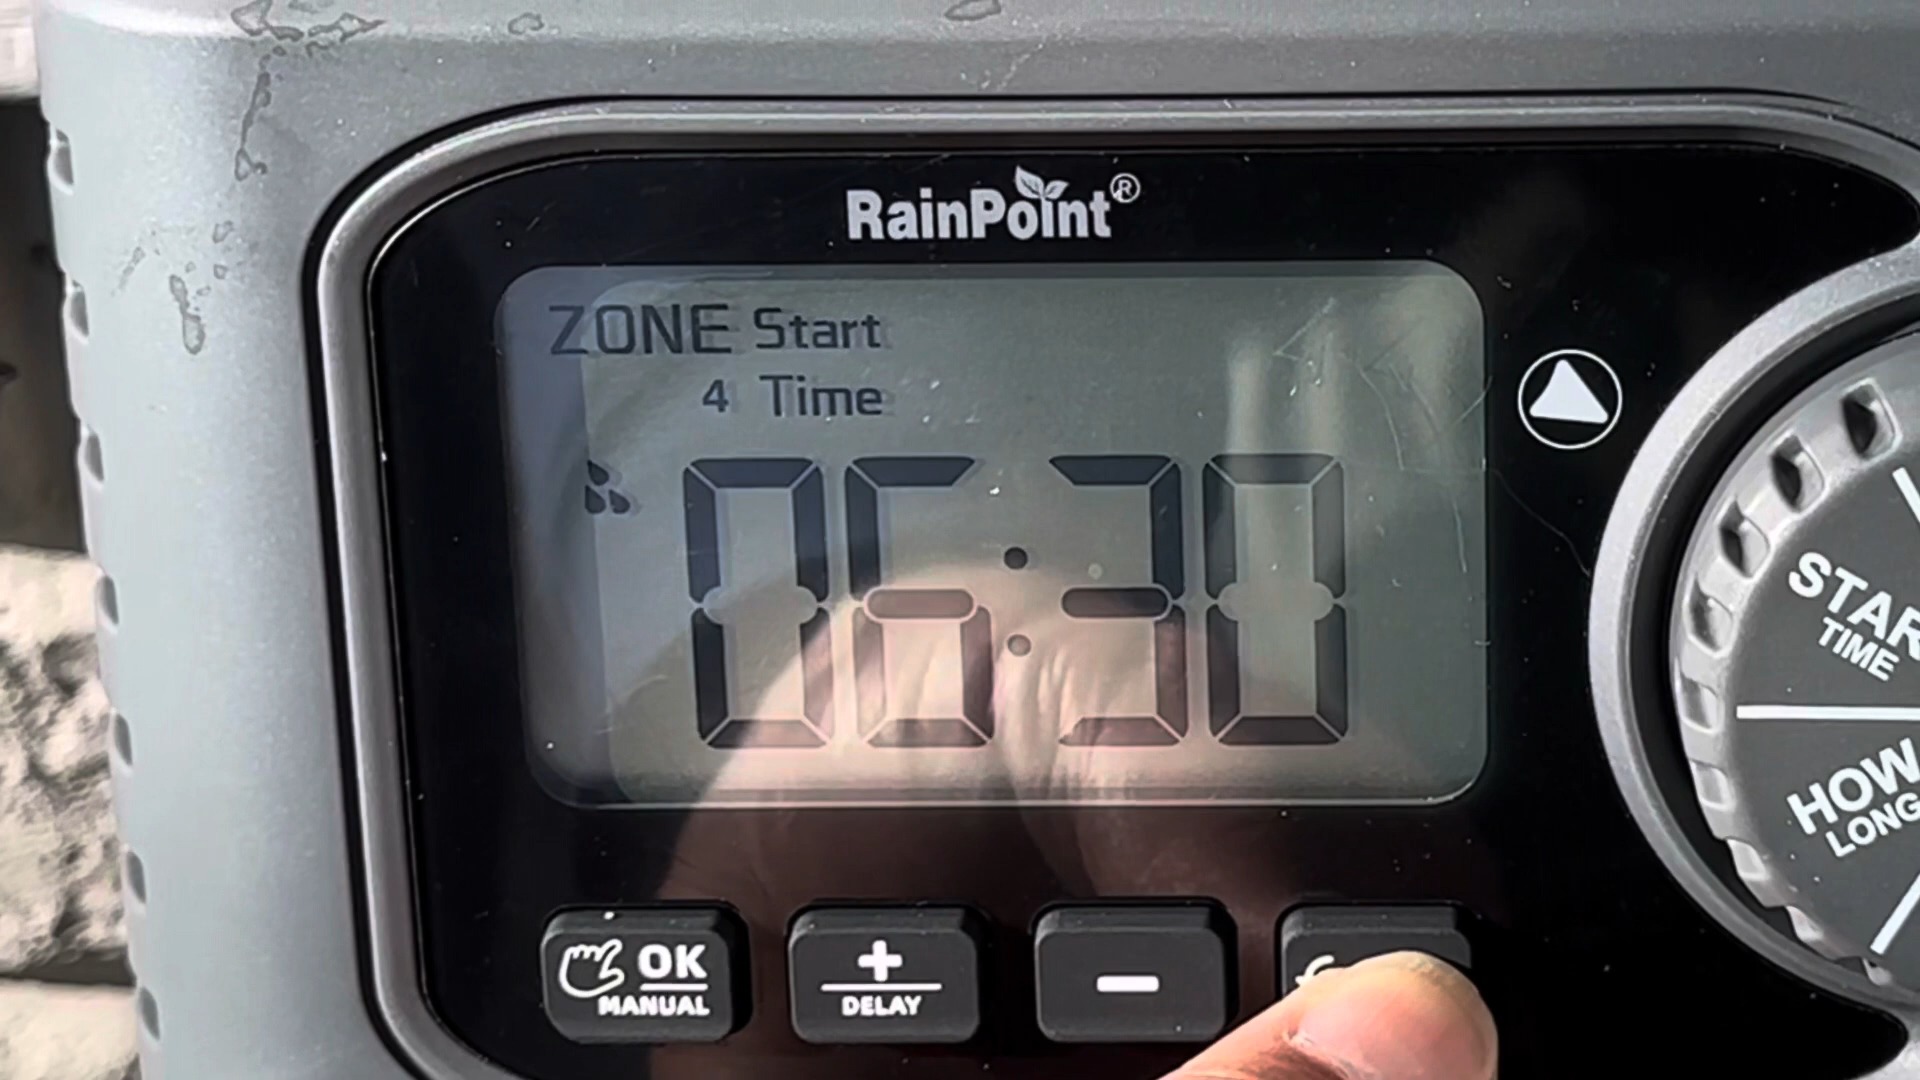 RainPoint®
ZONE Start
4 Time
06:30
START
TIME
HOW
LONG
OK
MANUAL
+
DELAY
-